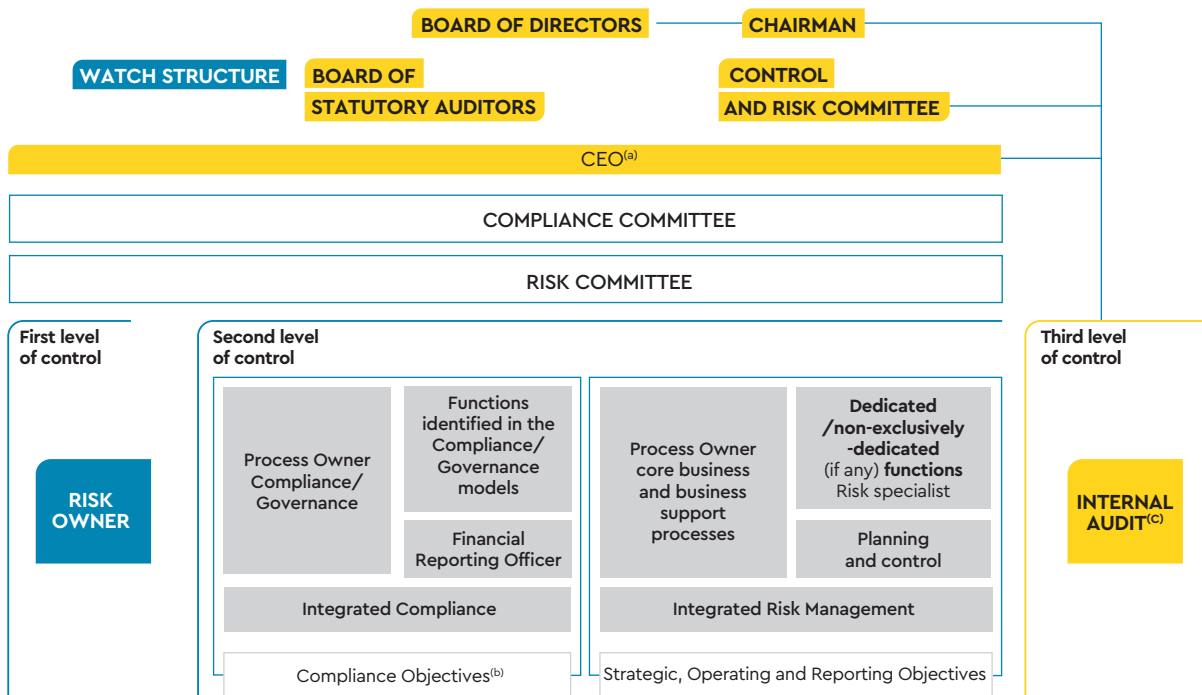 BOARD OF DIRECTORS
CHAIRMAN
WATCH STRUCTURE
BOARD OF
STATUTORY AUDITORS
CONTROL
AND RISK COMMITTEE
CEO(a)
COMPLIANCE COMMITTEE
RISK COMMITTEE
First level
of control
RISK
OWNER
Second level
of control
Process Owner
Compliance/
Governance
Functions
identified in the
Compliance/
Governance
models
Financial
Reporting Officer
Integrated Compliance
Compliance Objectives(b)
Process Owner
core business
and business
support
processes
Dedicated
/non-exclusively
-dedicated
(if any) functions
Risk specialist
Planning
and control
Integrated Risk Management
Strategic, Operating and Reporting Objectives
Third level
of control
INTERNAL
AUDIT(C)